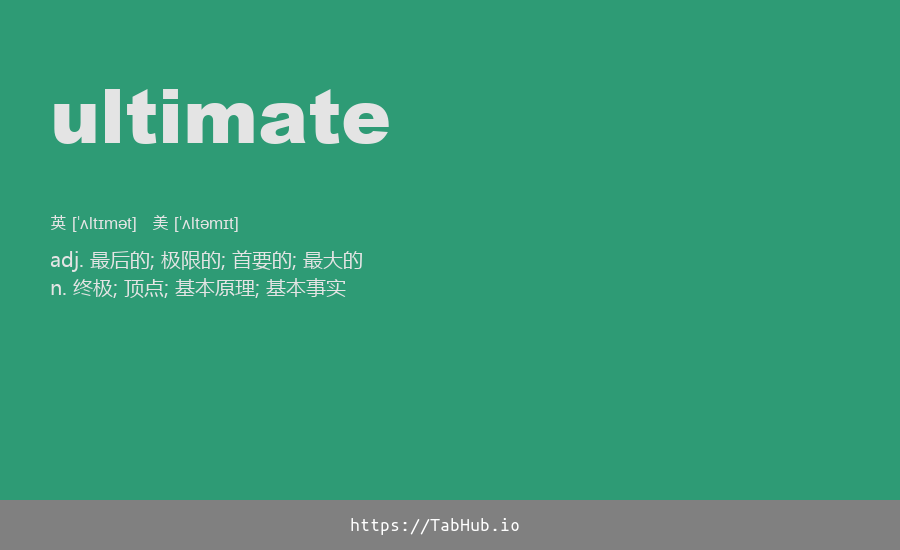 ultimate
英 [ˈʌltɪmət] 美 [ˈʌltəmɪt]
adj. 最后的; 极限的; 首要的; 最大的
n. 终极; 顶点; 基本原理; 基本事实
https://TabHub.io